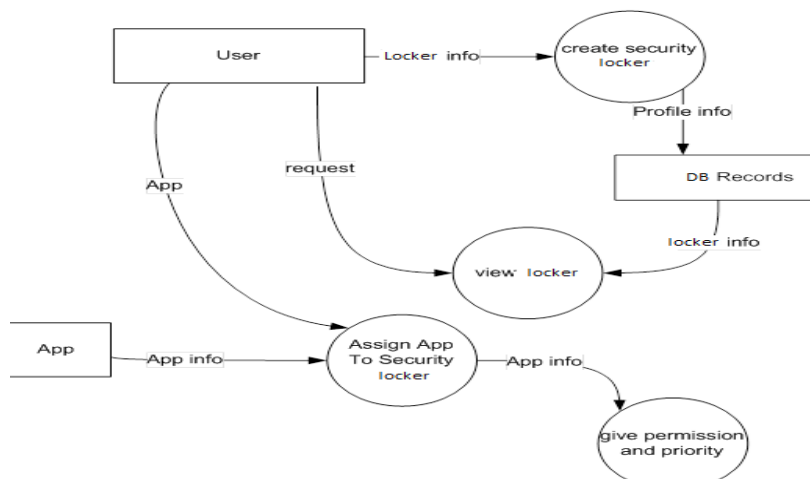 User
Locker info
create security
locker
Profile info
App
request
DB Records
locker info
view locker
App
App info
Assign App
To Security
locker
App info
give permission
and priority